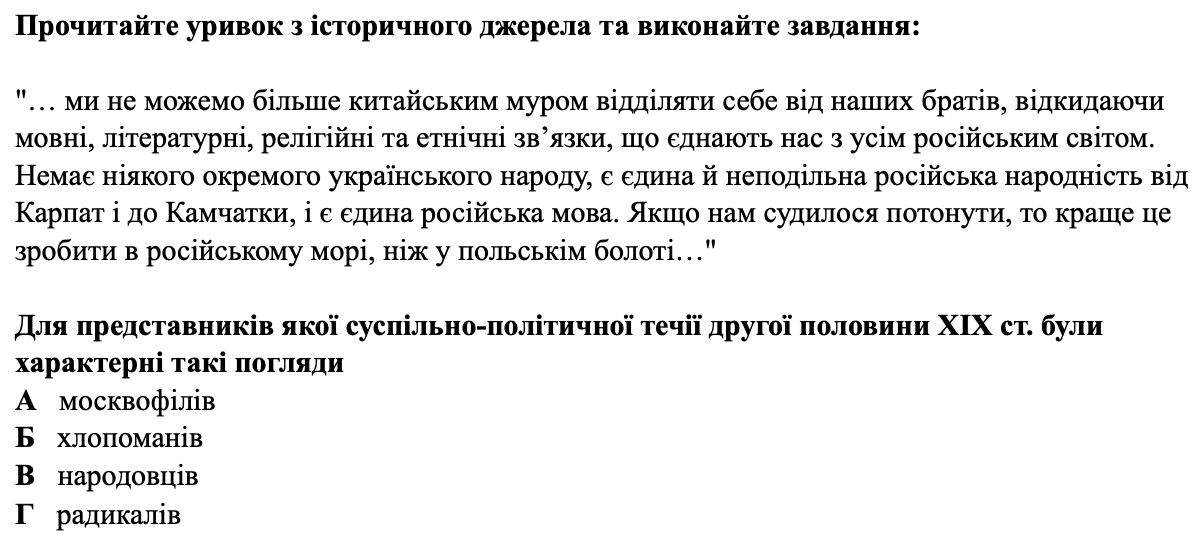 Прочитайте уривок з історичного джерела та виконайте завдання:
"… ми не можемо більше китайським муром відділяти себе від наших братів, відкидаючи
мовні, літературні, релігійні та етнічні зв’язки, що єднають нас з усім російським світом.
Немає ніякого окремого українського народу, є єдина й неподільна російська народність від
Карпат і до Камчатки, і є єдина російська мова. Якщо нам судилося потонути, то краще це
зробити в російському морі, ніж у польськім болоті…"
Для представників якої суспільно-політичної течії другої половини XIX ст. були
характерні такі погляди
А москвофілів
Б хлопоманів
В народовців
Г радикалів